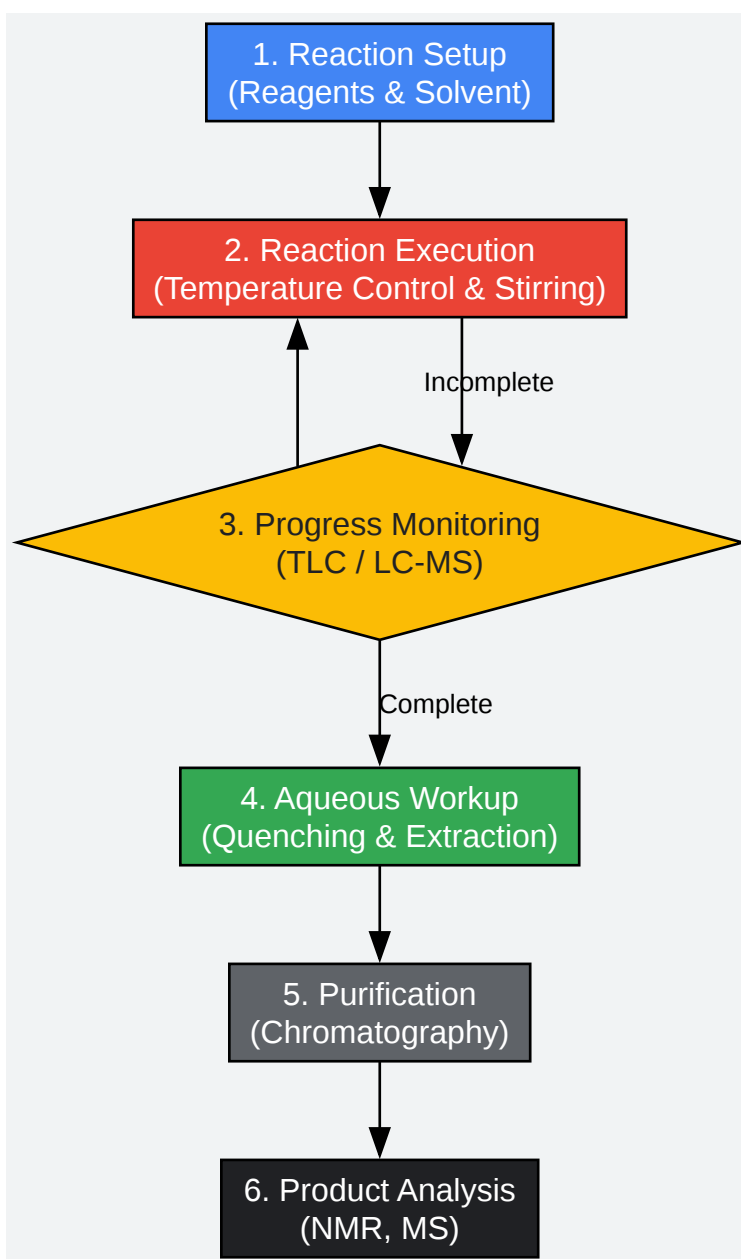 1. Reaction Setup
(Reagents & Solvent)
2. Reaction Execution
(Temperature Control & Stirring)
Incomplete
3. Progress Monitoring
(TLC / LC-MS)
Complete
4. Aqueous Workup
(Quenching & Extraction)
5. Purification
(Chromatography)
6. Product Analysis
(NMR, MS)